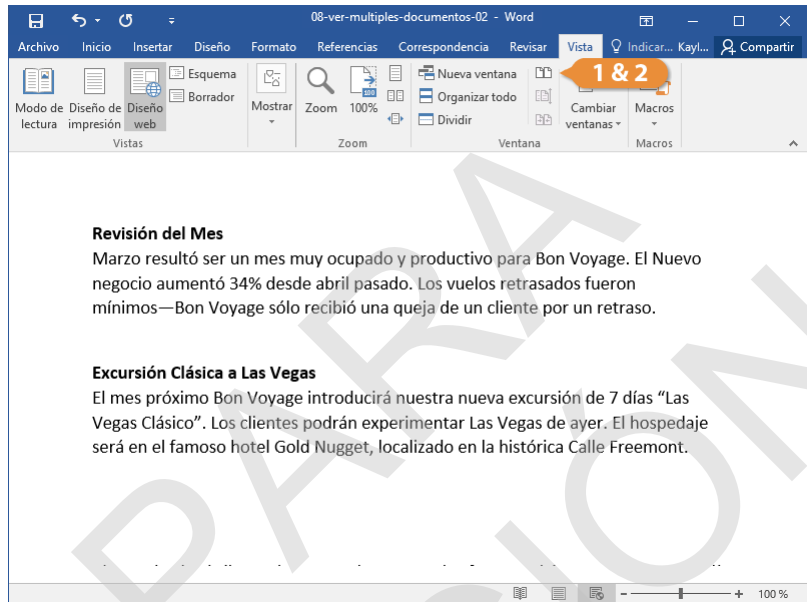 08-ver-multiples-documentos-02 - Word
Archivo Inicio Insertar Diseño Formato Referencias Correspondencia Revisar Vista Indicar... Kayl... Compartir
Modo de lectura
Diseño de impresión
Diseño web
Esquema
Borrador
Vistas
Mostrar
Zoom
100%
100
Zoom
Nueva ventana
Organizar todo
Dividir
Ventana
1 & 2
Cambiar ventanas
Macros
Macros
Revisión del Mes
Marzo resultó ser un mes muy ocupado y productivo para Bon Voyage. El Nuevo
negocio aumentó 34% desde abril pasado. Los vuelos retrasados fueron
mínimos—Bon Voyage sólo recibió una queja de un cliente por un retraso.
Excursión Clásica a Las Vegas
El mes próximo Bon Voyage introducirá nuestra nueva excursión de 7 días “Las
Vegas Clásico”. Los clientes podrán experimentar Las Vegas de ayer. El hospedaje
será en el famoso hotel Gold Nugget, localizado en la histórica Calle Freemont.
PARA
100 %